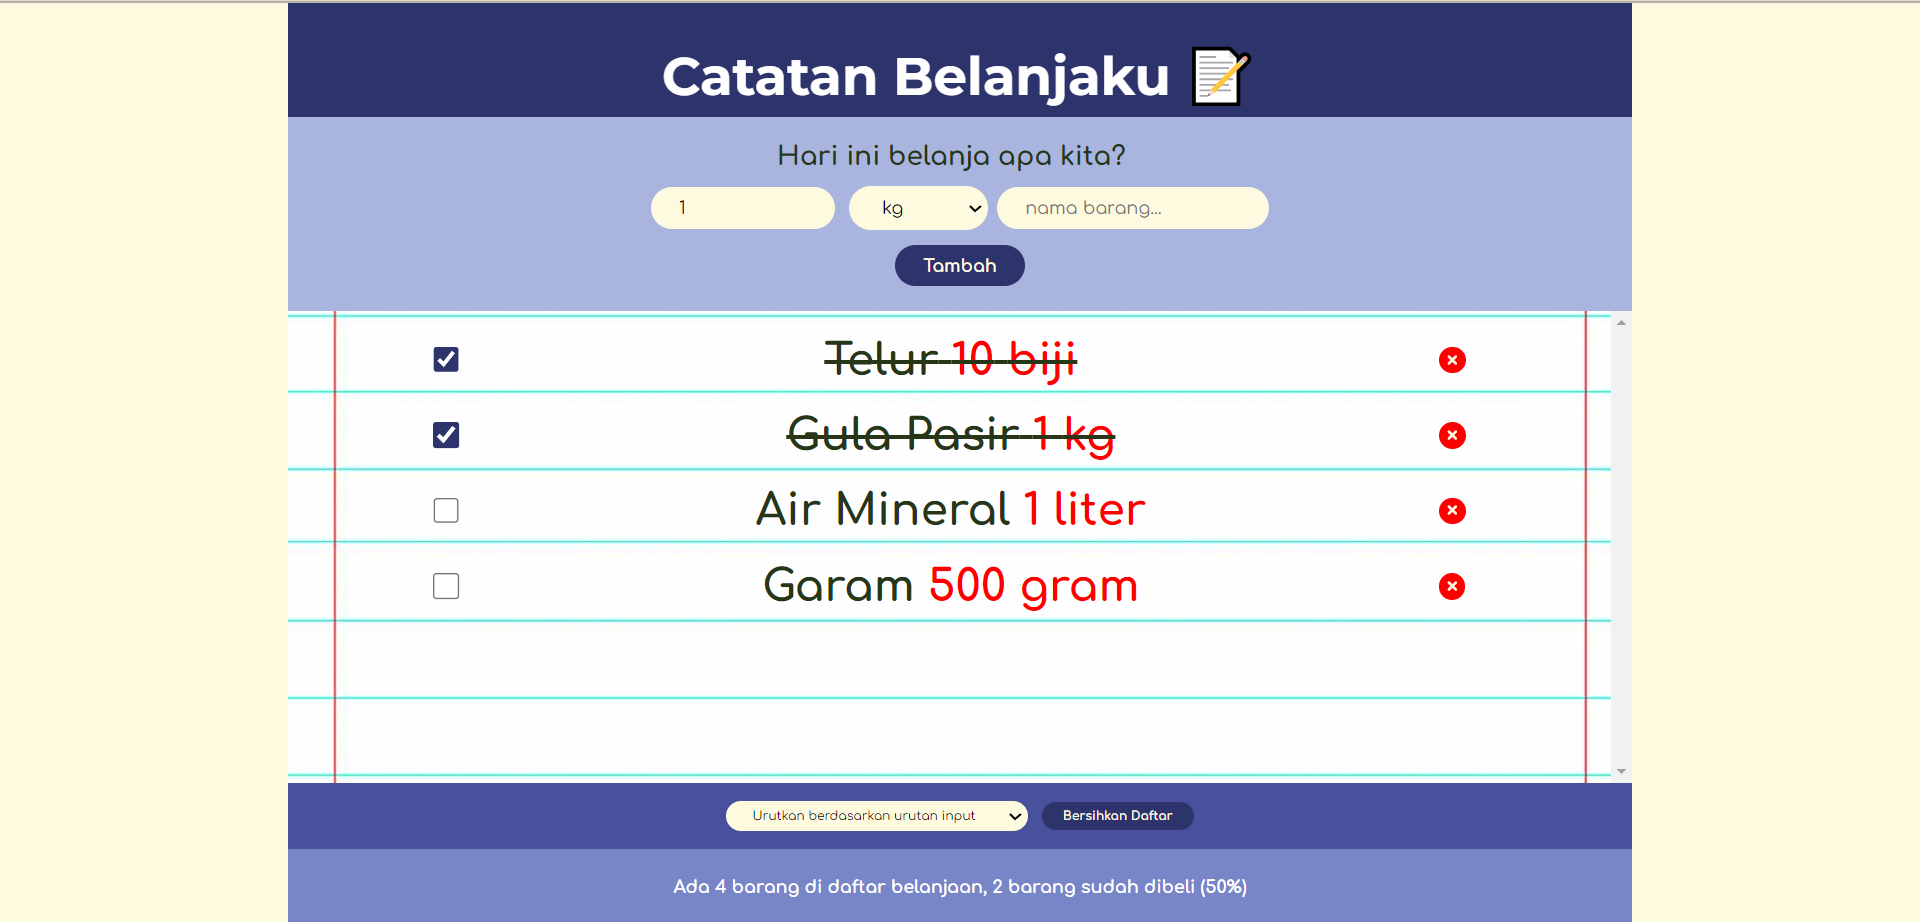 Catatan Belanjaku
Hari ini belanja apa kita?
1 kg nama barang...
Tambah
Telur 10 biji
Gula Pasir 1 kg
Air Mineral 1 liter
Garam 500 gram
Urutkan berdasarkan urutan input Bersihkan Daftar
Ada 4 barang di daftar belanjaan, 2 barang sudah dibeli (50%)